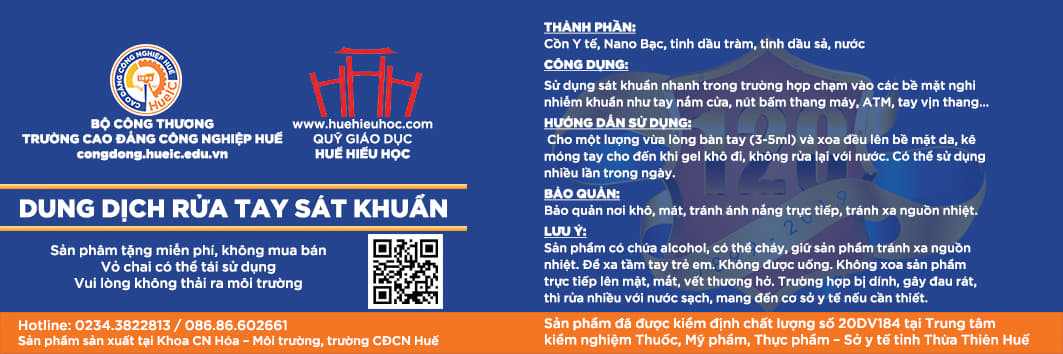 CAO ĐẲNG CÔNG NGHIỆP HUẾ
HueIC
BỘ CÔNG THƯƠNG
TRƯỜNG CAO ĐẲNG CÔNG NGHIỆP HUẾ
congdong.hueic.edu.vn
www.huehieuhoc.com
QUỸ GIÁO DỤC
HUẾ HIẾU HỌC
DUNG DỊCH RỬA TAY SÁT KHUẨN
Sản phâm tặng miễn phí, không mua bán
Vỏ chai có thể tái sử dụng
Vui lòng không thải ra môi trường
Hotline: 0234.3822813 / 086.86.602661
Sản phẩm sản xuất tại Khoa CN Hóa – Môi trường, trường CĐCN Huế
THÀNH PHẦN:
Cồn Y tế, Nano Bạc, tinh dầu tràm, tinh dầu sả, nước
CÔNG DỤNG:
Sử dụng sát khuẩn nhanh trong trường hợp chạm vào các bề mặt nghi
nhiễm khuẩn như tay nắm cửa, nút bấm thang máy, ATM, tay vịn thang...
HƯỚNG DẪN SỬ DỤNG:
Cho một lượng vừa lòng bàn tay (3-5ml) và xoa đều lên bề mặt da, kẽ
móng tay cho đến khi gel khô đi, không rửa lại với nước. Có thể sử dụng
nhiều lần trong ngày.
BẢO QUẢN:
Bảo quản nơi khô, mát, tránh ánh nắng trực tiếp, tránh xa nguồn nhiệt.
LƯU Ý:
Sản phẩm có chứa alcohol, có thể cháy, giữ sản phẩm tránh xa nguồn
nhiệt. Để xa tầm tay trẻ em. Không được uống. Không xoa sản phẩm
trực tiếp lên mặt, mắt, vết thương hở. Trường hợp bị dính, gây đau rát,
thì rửa nhiều với nước sạch, mang đến cơ sở y tế nếu cần thiết.
120
Sản phẩm đã được kiểm định chất lượng số 20DV184 tại Trung tâm
kiểm nghiệm Thuốc, Mỹ phẩm, Thực phẩm – Sở y tế tỉnh Thừa Thiên Huế